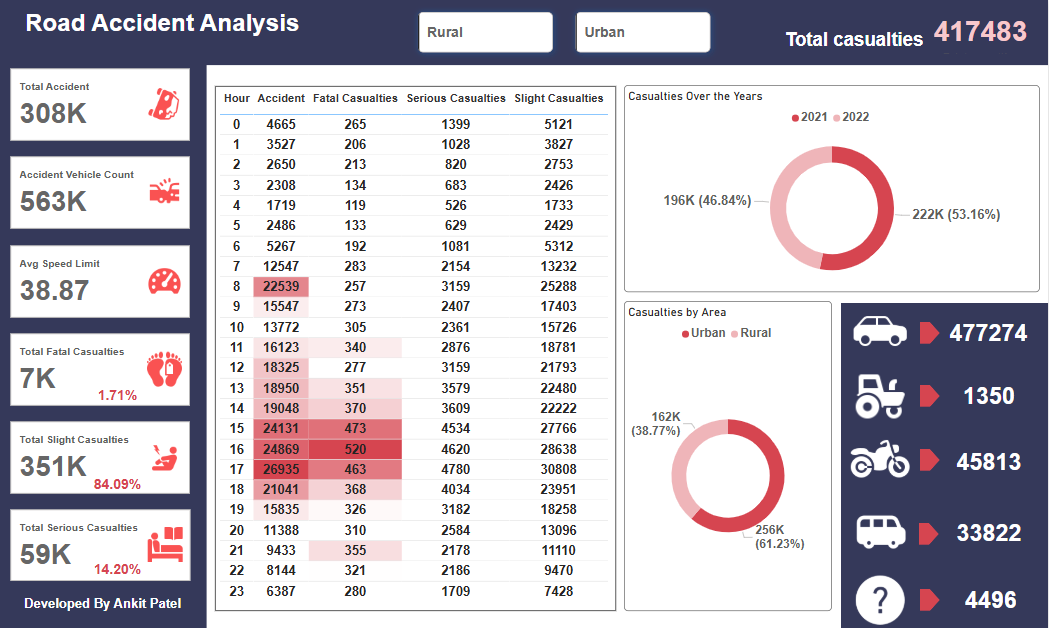 Road Accident Analysis
Rural
Urban
Total casualties 417483
Total Accident
308K
Accident Vehicle Count
563K
Avg Speed Limit
38.87
Total Fatal Casualties
7K
1.71%
Total Slight Casualties
351K
84.09%
Total Serious Casualties
59K
14.20%
Developed By Ankit Patel
Hour Accident Fatal Casualties Serious Casualties Slight Casualties
0 4665 265 1399 5121
1 3527 206 1028 3827
2 2650 213 820 2753
3 2308 134 683 2426
4 1719 119 526 1733
5 2486 133 629 2429
6 5267 192 1081 5312
7 12547 283 2154 13232
8 22539 257 3159 25288
9 15547 273 2407 17403
10 13772 305 2361 15726
11 16123 340 2876 18781
12 18325 277 3159 21793
13 18950 351 3579 22480
14 19048 370 3609 22222
15 24131 473 4534 27766
16 24869 520 4620 28638
17 26935 463 4780 30808
18 21041 368 4034 23951
19 15835 326 3182 18258
20 11388 310 2584 13096
21 9433 355 2178 11110
22 8144 321 2186 9470
23 6387 280 1709 7428
Casualties Over the Years
2021 2022
196K (46.84%)
222K (53.16%)
Casualties by Area
Urban Rural
162K
(38.77%)
256K
(61.23%)
477274
1350
45813
33822
? 4496